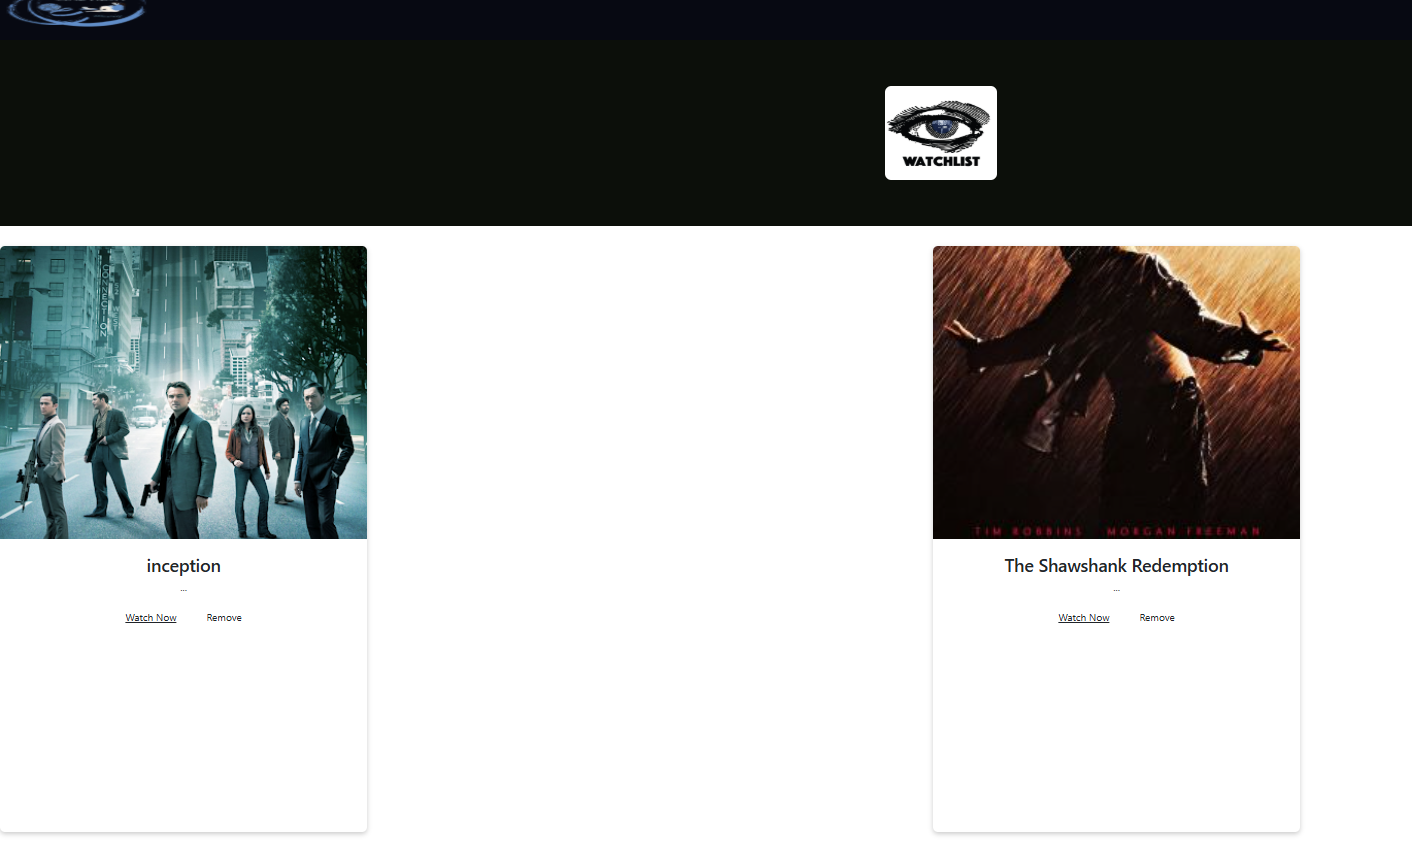 WATCHLIST
CONNECTION
TIM ROBBINS MORGAN FREEMAN
inception
...
Watch Now Remove
The Shawshank Redemption
...
Watch Now Remove